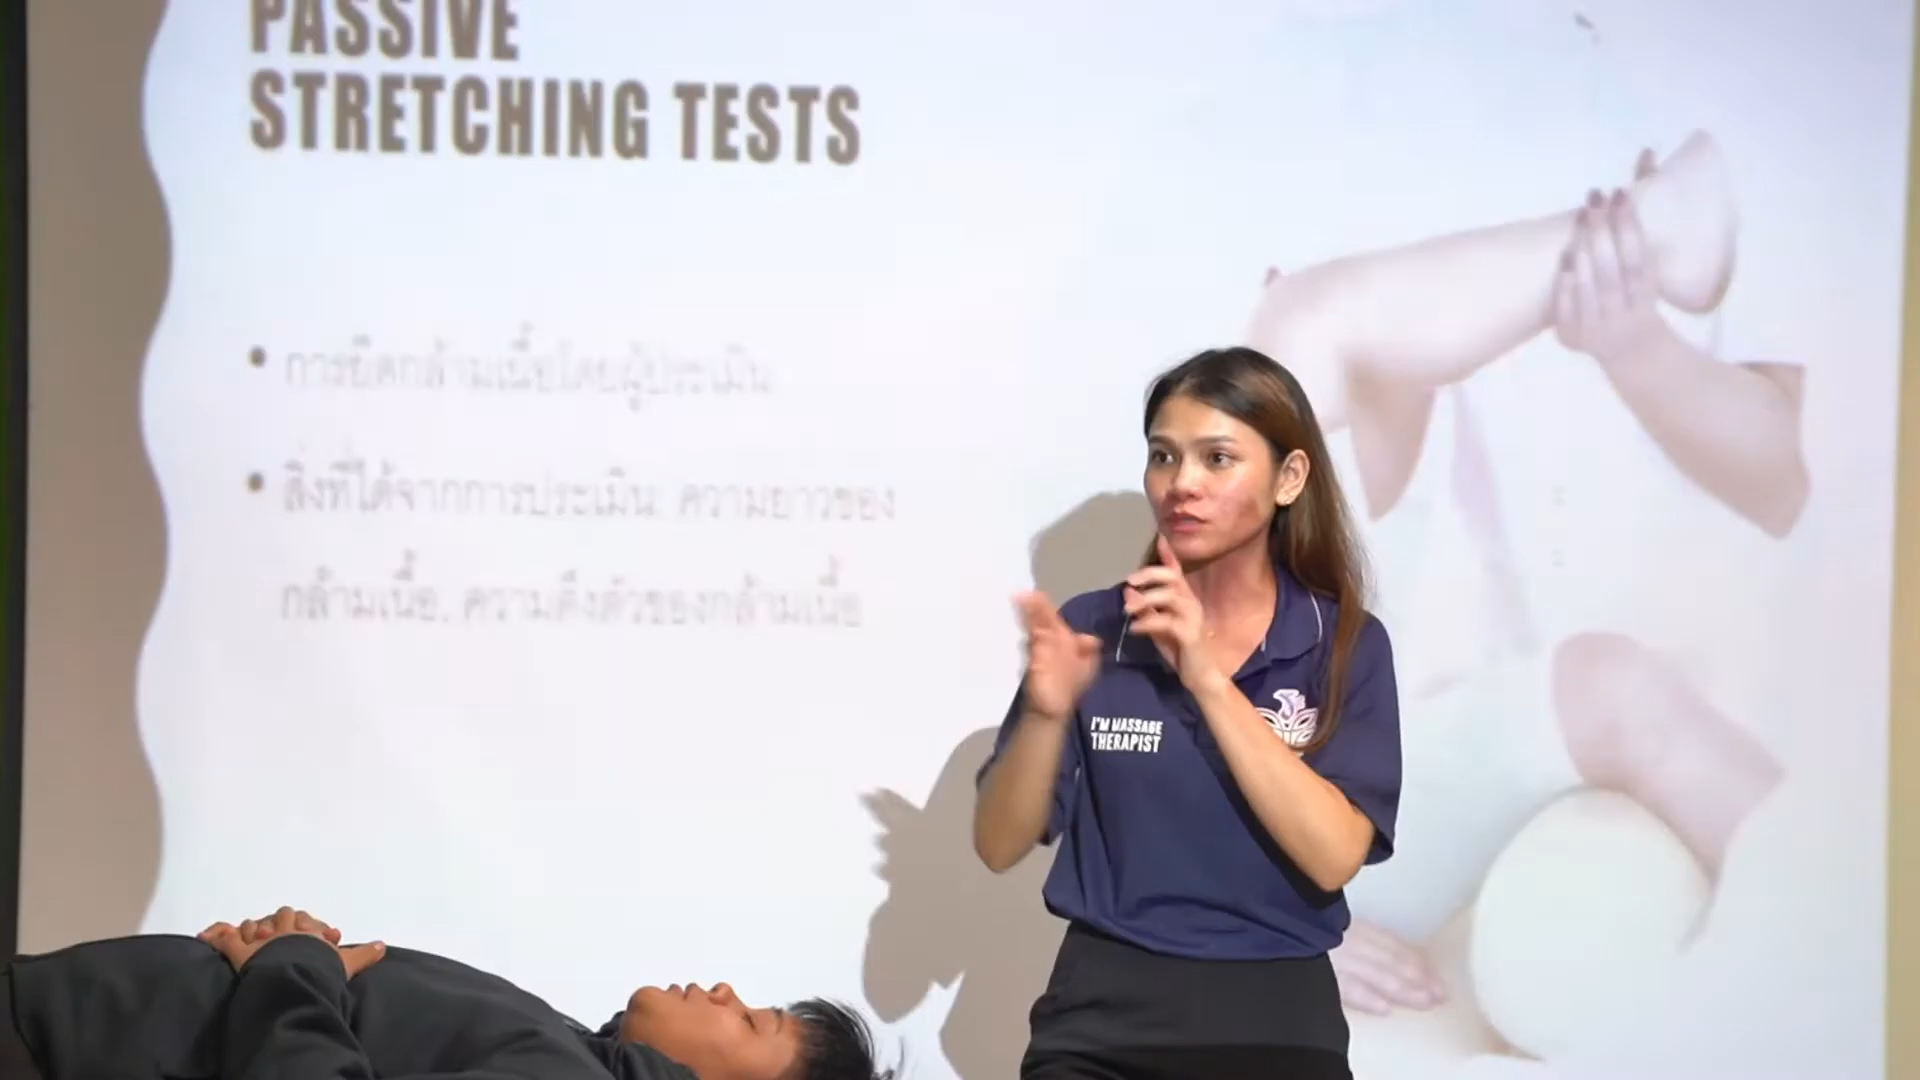 PASSIVE
STRETCHING TESTS
• การยืดกล้ามเนื้อโดยผู้ประเมิน
• สิ่งที่ได้จากการประเมิน: ความยาวของ
กล้ามเนื้อ, ความตึงตัวของกล้ามเนื้อ
I'M MASSAGE
THERAPIST